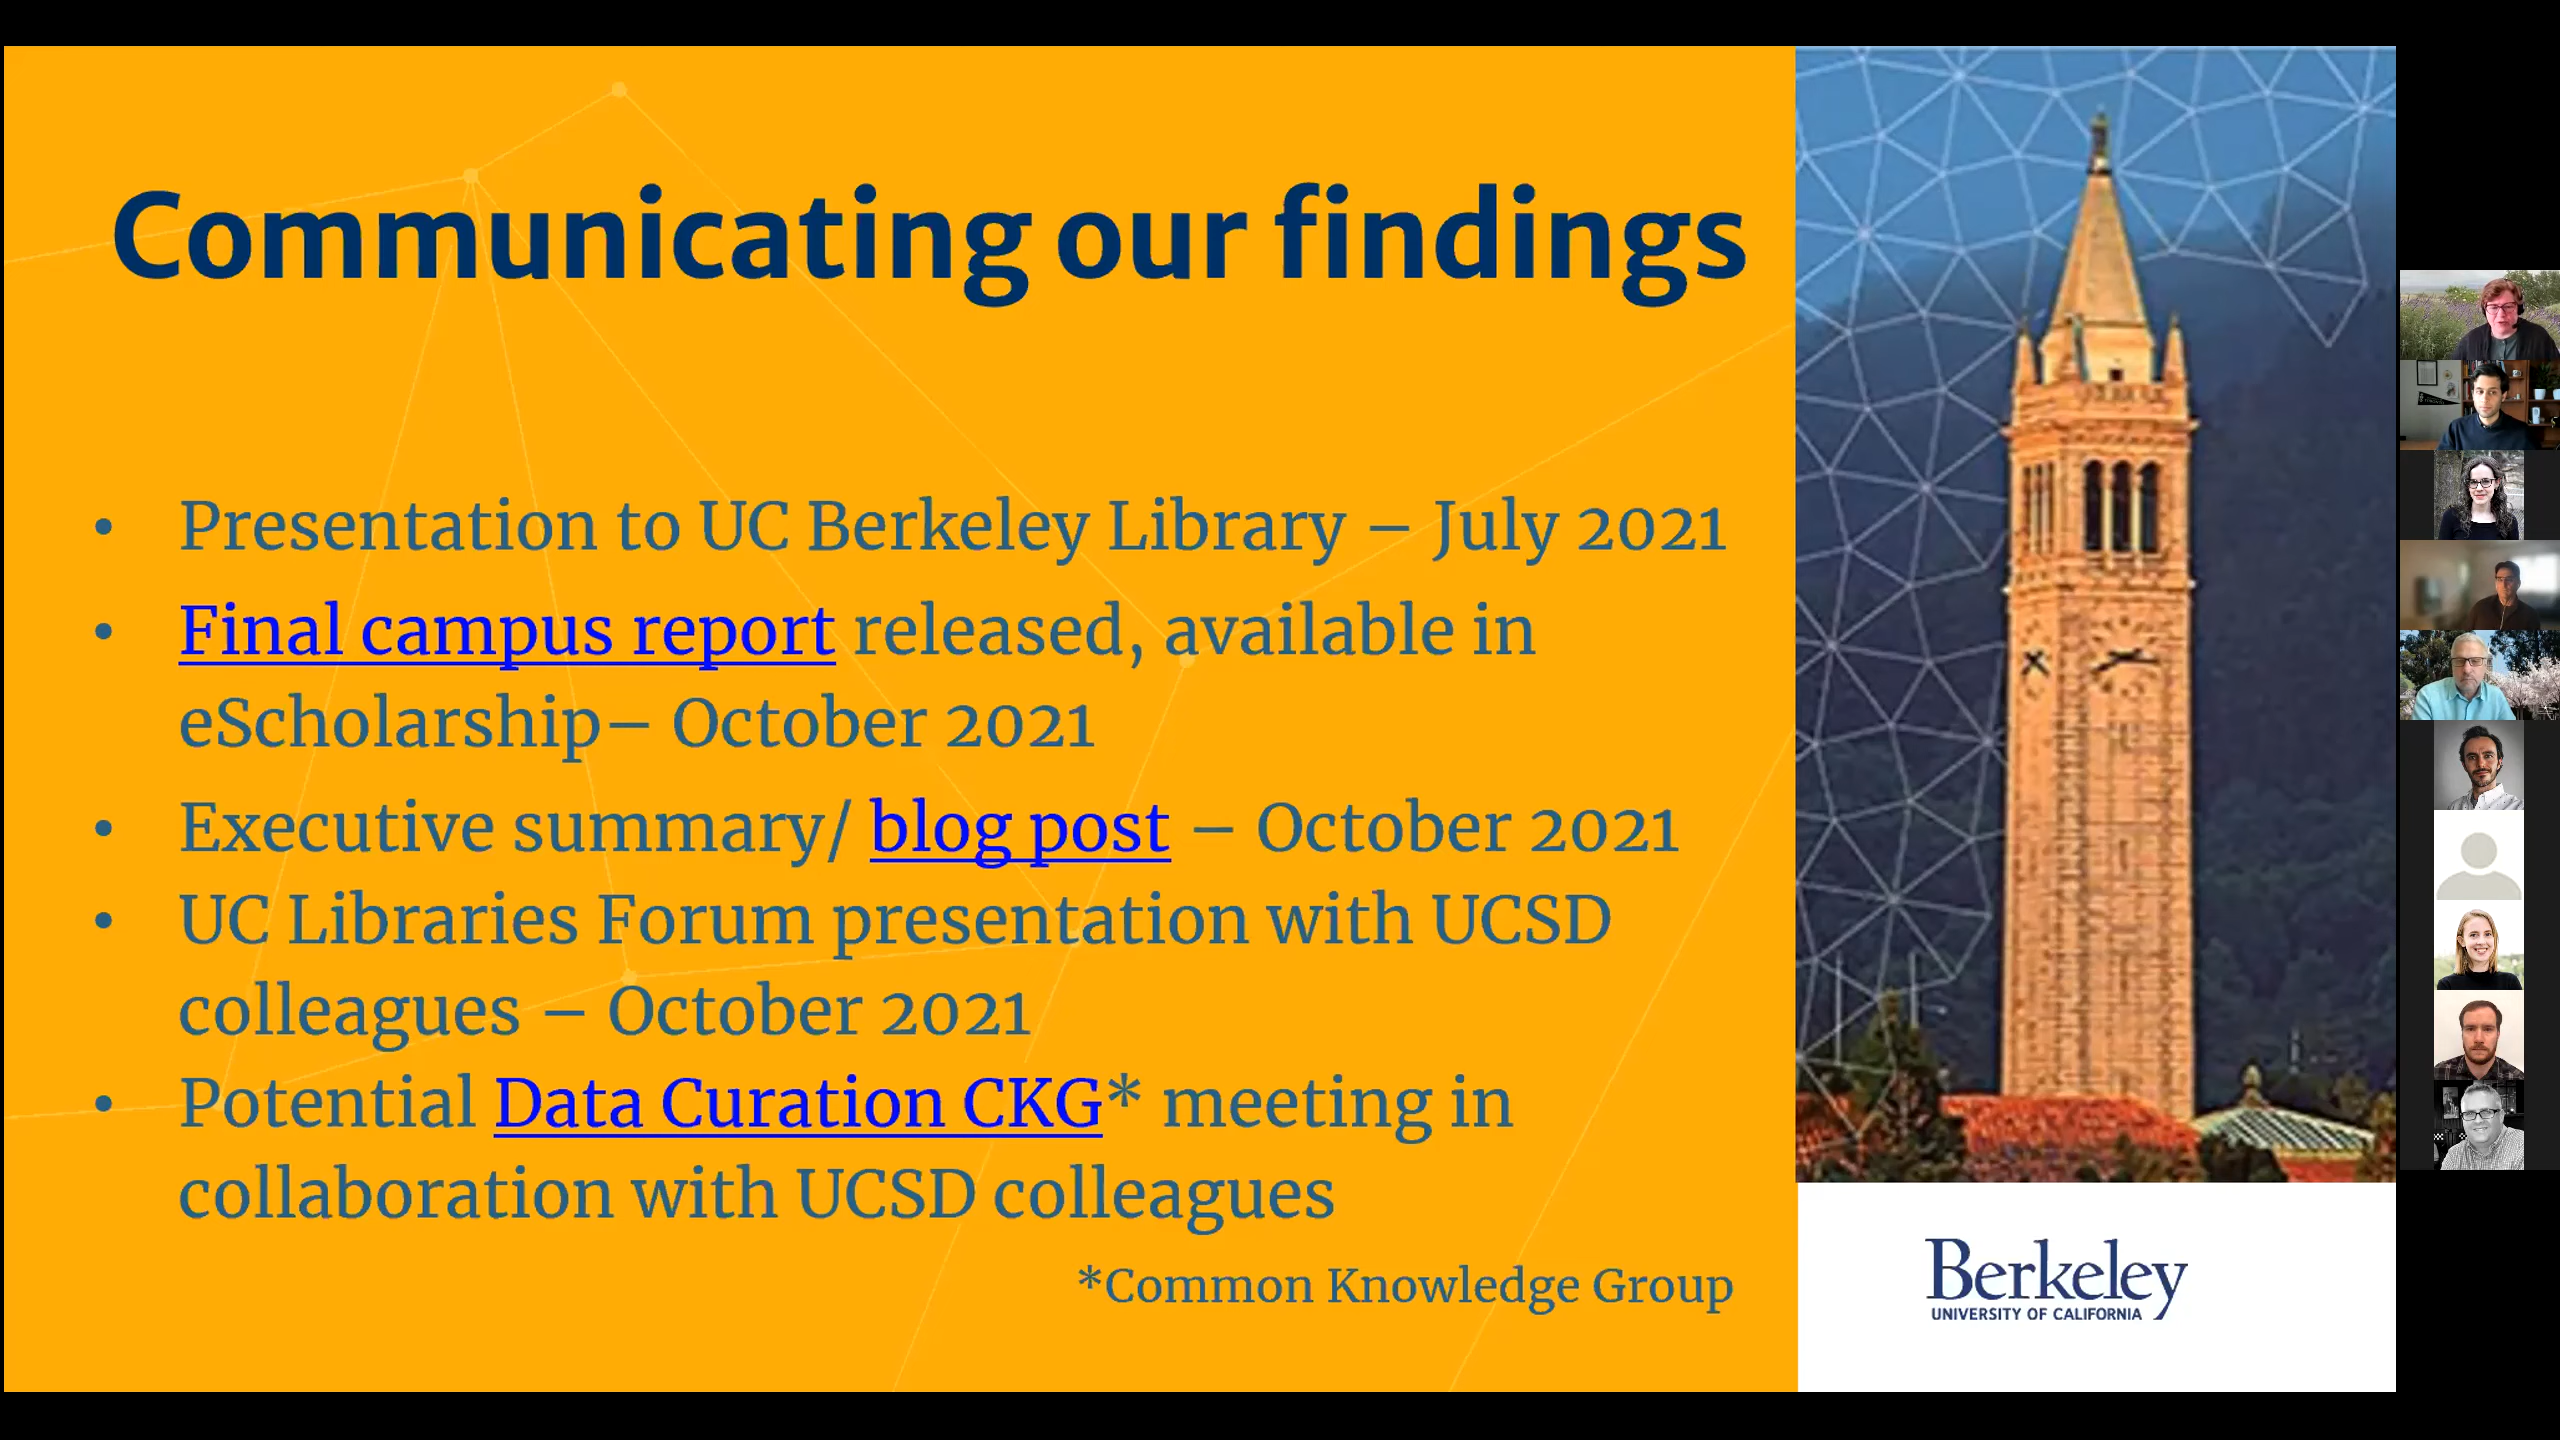 Communicating our findings
• Presentation to UC Berkeley Library – July 2021
• Final campus report released, available in
eScholarship– October 2021
• Executive summary/ blog post – October 2021
• UC Libraries Forum presentation with UCSD
colleagues – October 2021
• Potential Data Curation CKG* meeting in
collaboration with UCSD colleagues
*Common Knowledge Group
Berkeley
UNIVERSITY OF CALIFORNIA